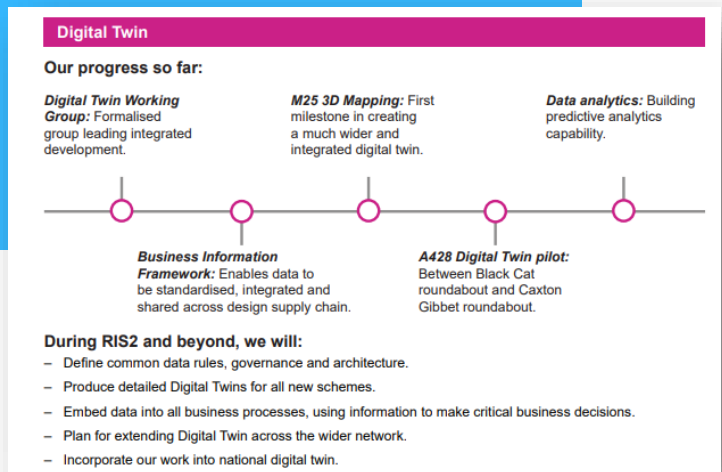 Digital Twin
Our progress so far:
Digital Twin Working
Group: Formalised
group leading integrated
development.
M25 3D Mapping: First
milestone in creating
a much wider and
integrated digital twin.
Data analytics: Building
predictive analytics
capability.
Business Information
Framework: Enables data to
be standardised, integrated and
shared across design supply chain.
A428 Digital Twin pilot:
Between Black Cat
roundabout and Caxton
Gibbet roundabout.
During RIS2 and beyond, we will:
– Define common data rules, governance and architecture.
– Produce detailed Digital Twins for all new schemes.
– Embed data into all business processes, using information to make critical business decisions.
– Plan for extending Digital Twin across the wider network.
– Incorporate our work into national digital twin.